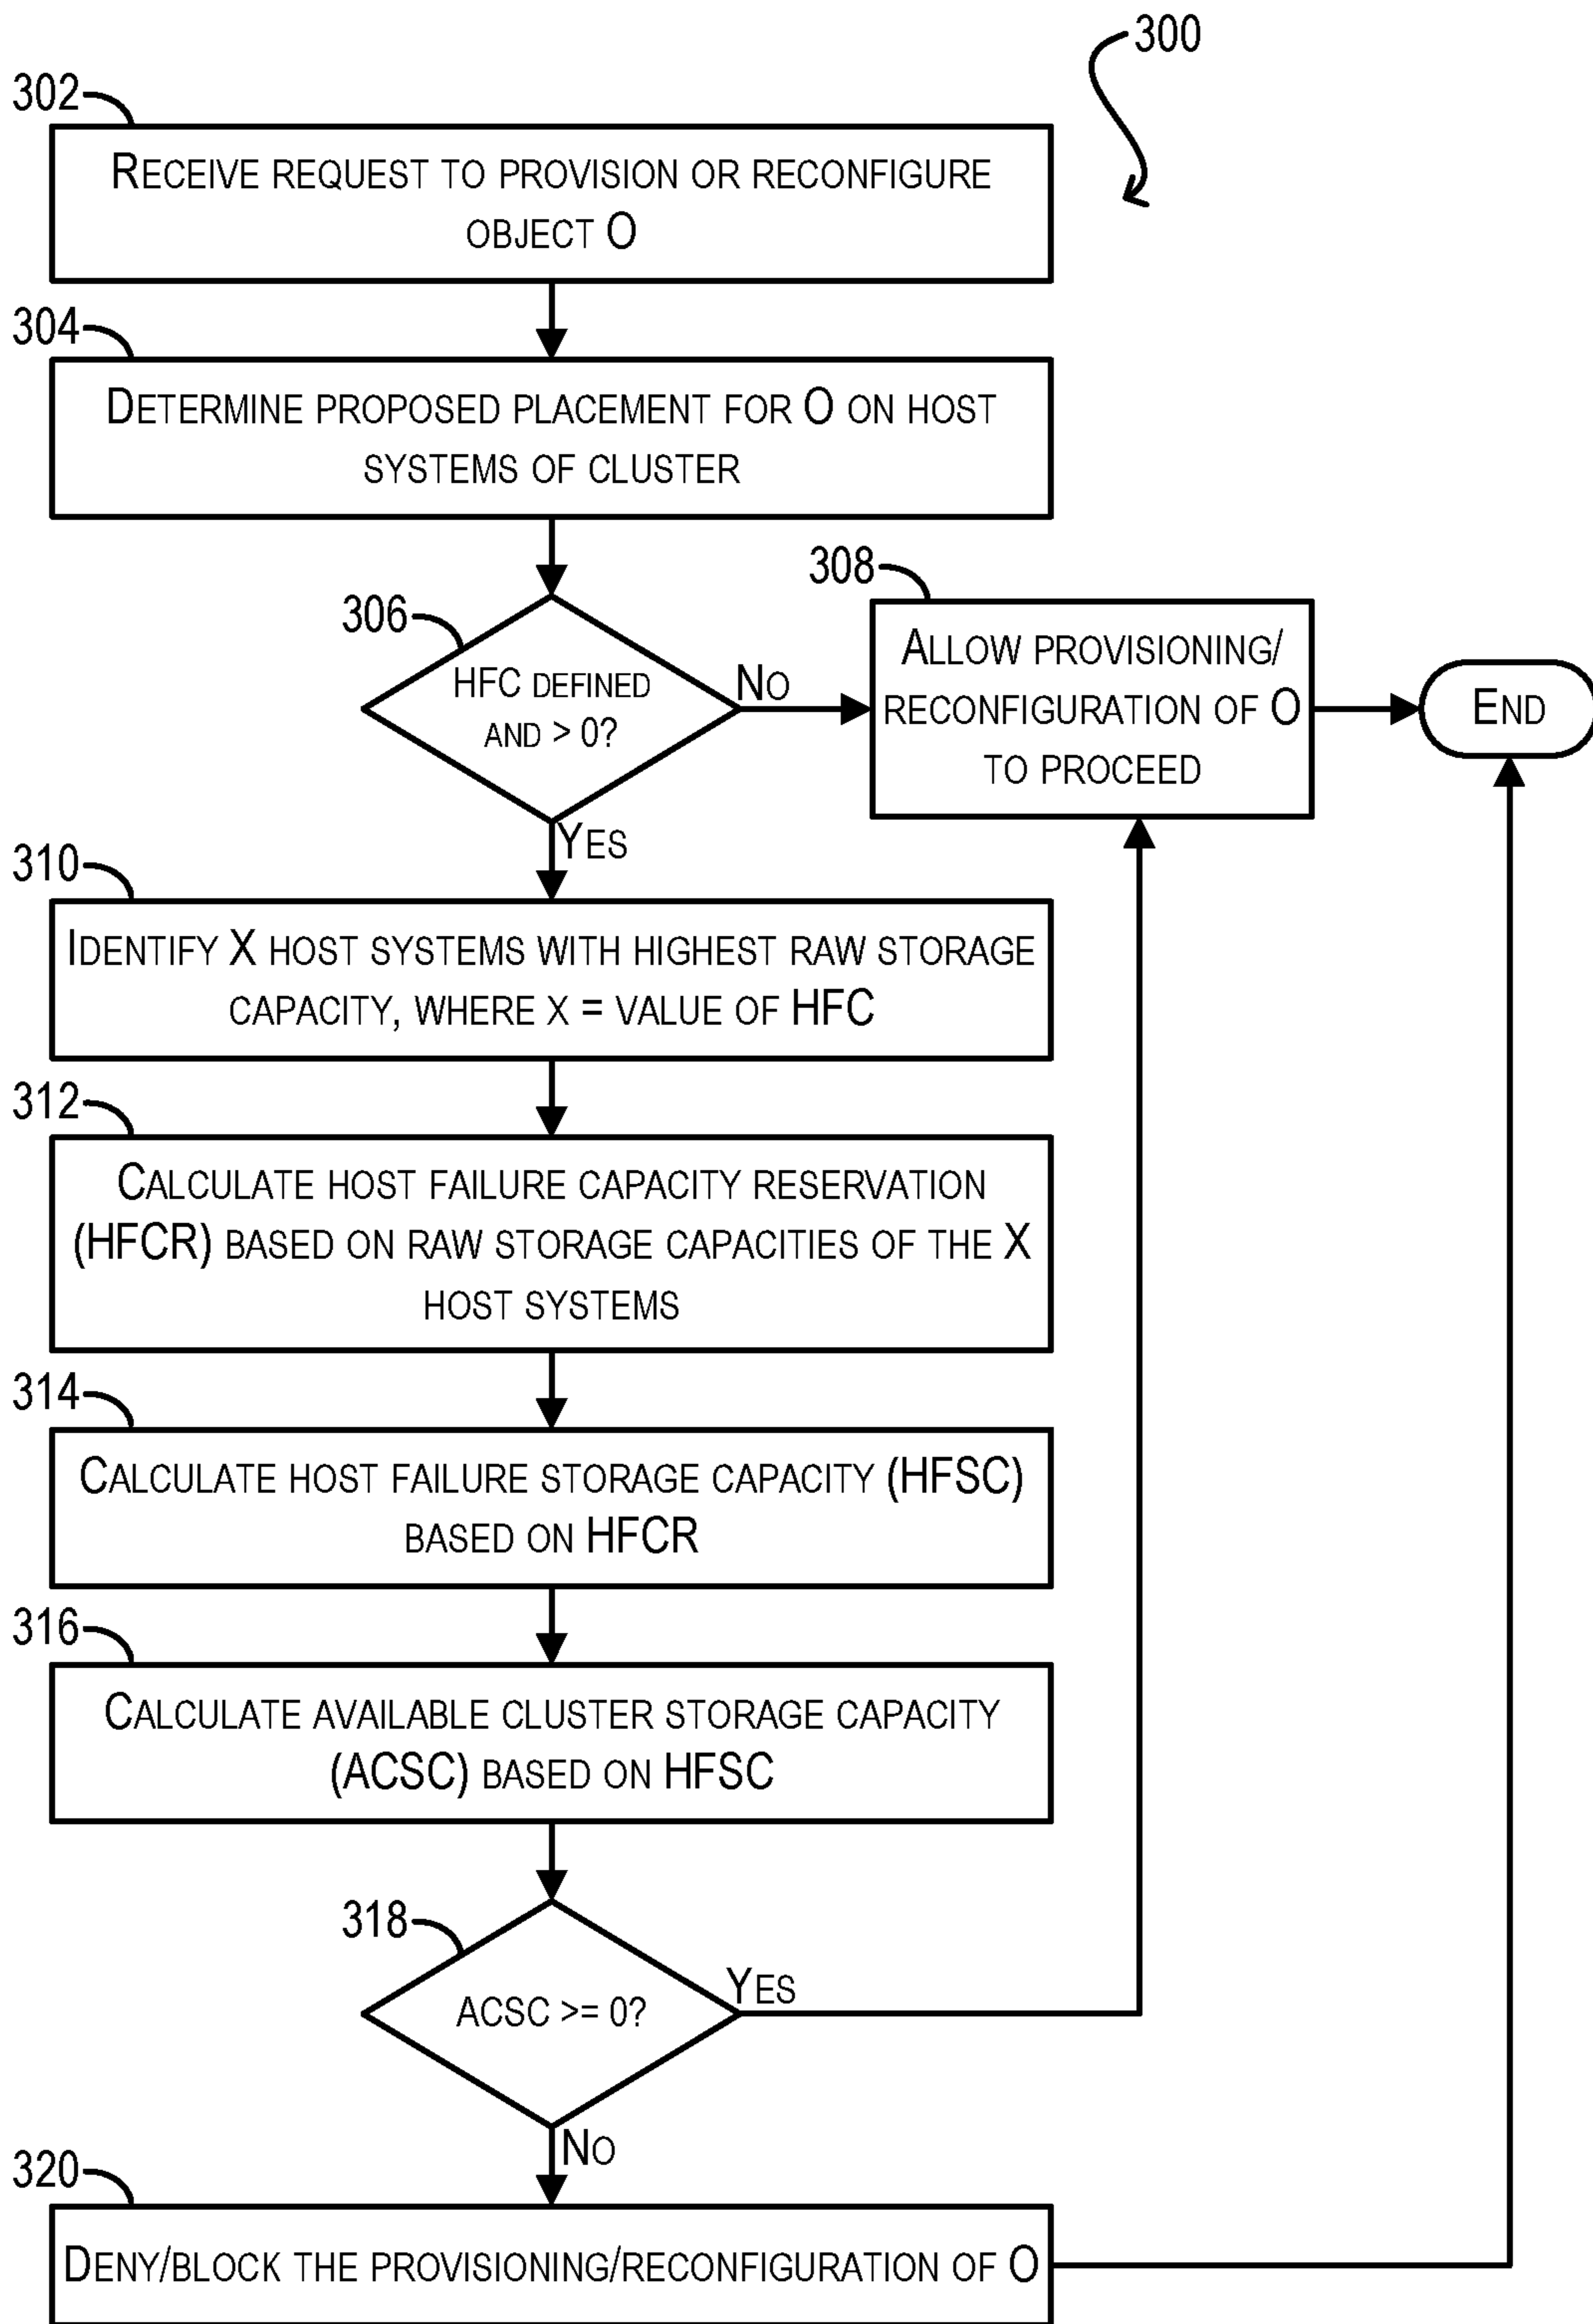 300
302
RECEIVE REQUEST TO PROVISION OR RECONFIGURE
OBJECT O
304
DETERMINE PROPOSED PLACEMENT FOR O ON HOST
SYSTEMS OF CLUSTER
306
HFC DEFINED
AND > 0?
NO
308
ALLOW PROVISIONING/
RECONFIGURATION OF O
TO PROCEED
END
YES
310
IDENTIFY X HOST SYSTEMS WITH HIGHEST RAW STORAGE
CAPACITY, WHERE X = VALUE OF HFC
312
CALCULATE HOST FAILURE CAPACITY RESERVATION
(HFCR) BASED ON RAW STORAGE CAPACITIES OF THE X
HOST SYSTEMS
314
CALCULATE HOST FAILURE STORAGE CAPACITY (HFSC)
BASED ON HFCR
316
CALCULATE AVAILABLE CLUSTER STORAGE CAPACITY
(ACSC) BASED ON HFSC
318
ACSC >= 0?
YES
NO
320
DENY/BLOCK THE PROVISIONING/RECONFIGURATION OF O